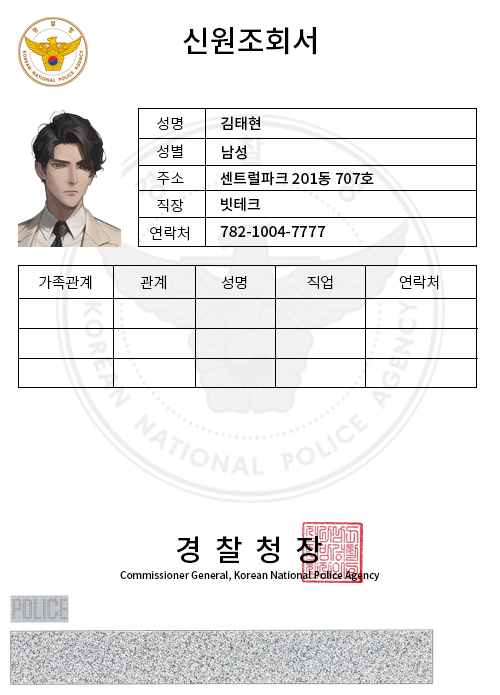 경찰청
KOREAN NATIONAL POLICE AGENCY
신원조회서
성명 김태현
성별 남성
주소 센트럴파크 201동 707호
직장 빗테크
연락처 782-1004-7777
가족관계 관계 성명 직업 연락처
KOREAN NATIONAL POLICE AGENCY
경찰청장
Commissioner General, Korean National Police Agency
POLICE